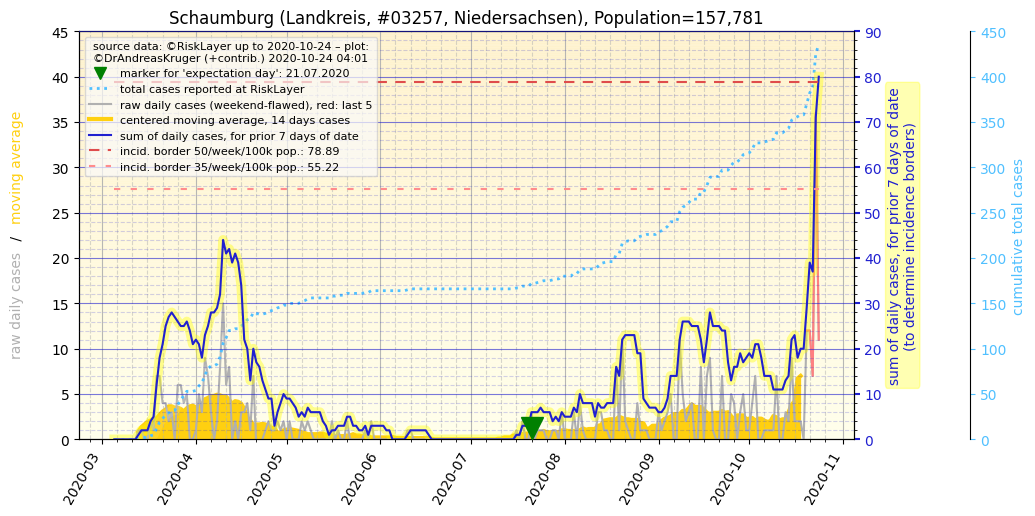 Schaumburg (Landkreis, #03257, Niedersachsen), Population=157,781
source data: ©RiskLayer up to 2020-10-24 – plot:
©DrAndreasKruger (+contrib.) 2020-10-24 04:01
marker for 'expectation day': 21.07.2020
total cases reported at RiskLayer
raw daily cases (weekend-flawed), red: last 5
centered moving average, 14 days cases
sum of daily cases, for prior 7 days of date
incid. border 50/week/100k pop.: 78.89
incid. border 35/week/100k pop.: 55.22
raw daily cases / moving average
45
40
35
30
25
20
15
10
5
0
2020-03
2020-04
2020-05
2020-06
2020-07
2020-08
2020-09
2020-10
2020-11
90
80
70
60
50
40
30
20
10
0
sum of daily cases, for prior 7 days of date
(to determine incidence borders)
450
400
350
300
250
200
150
100
50
0
cumulative total cases